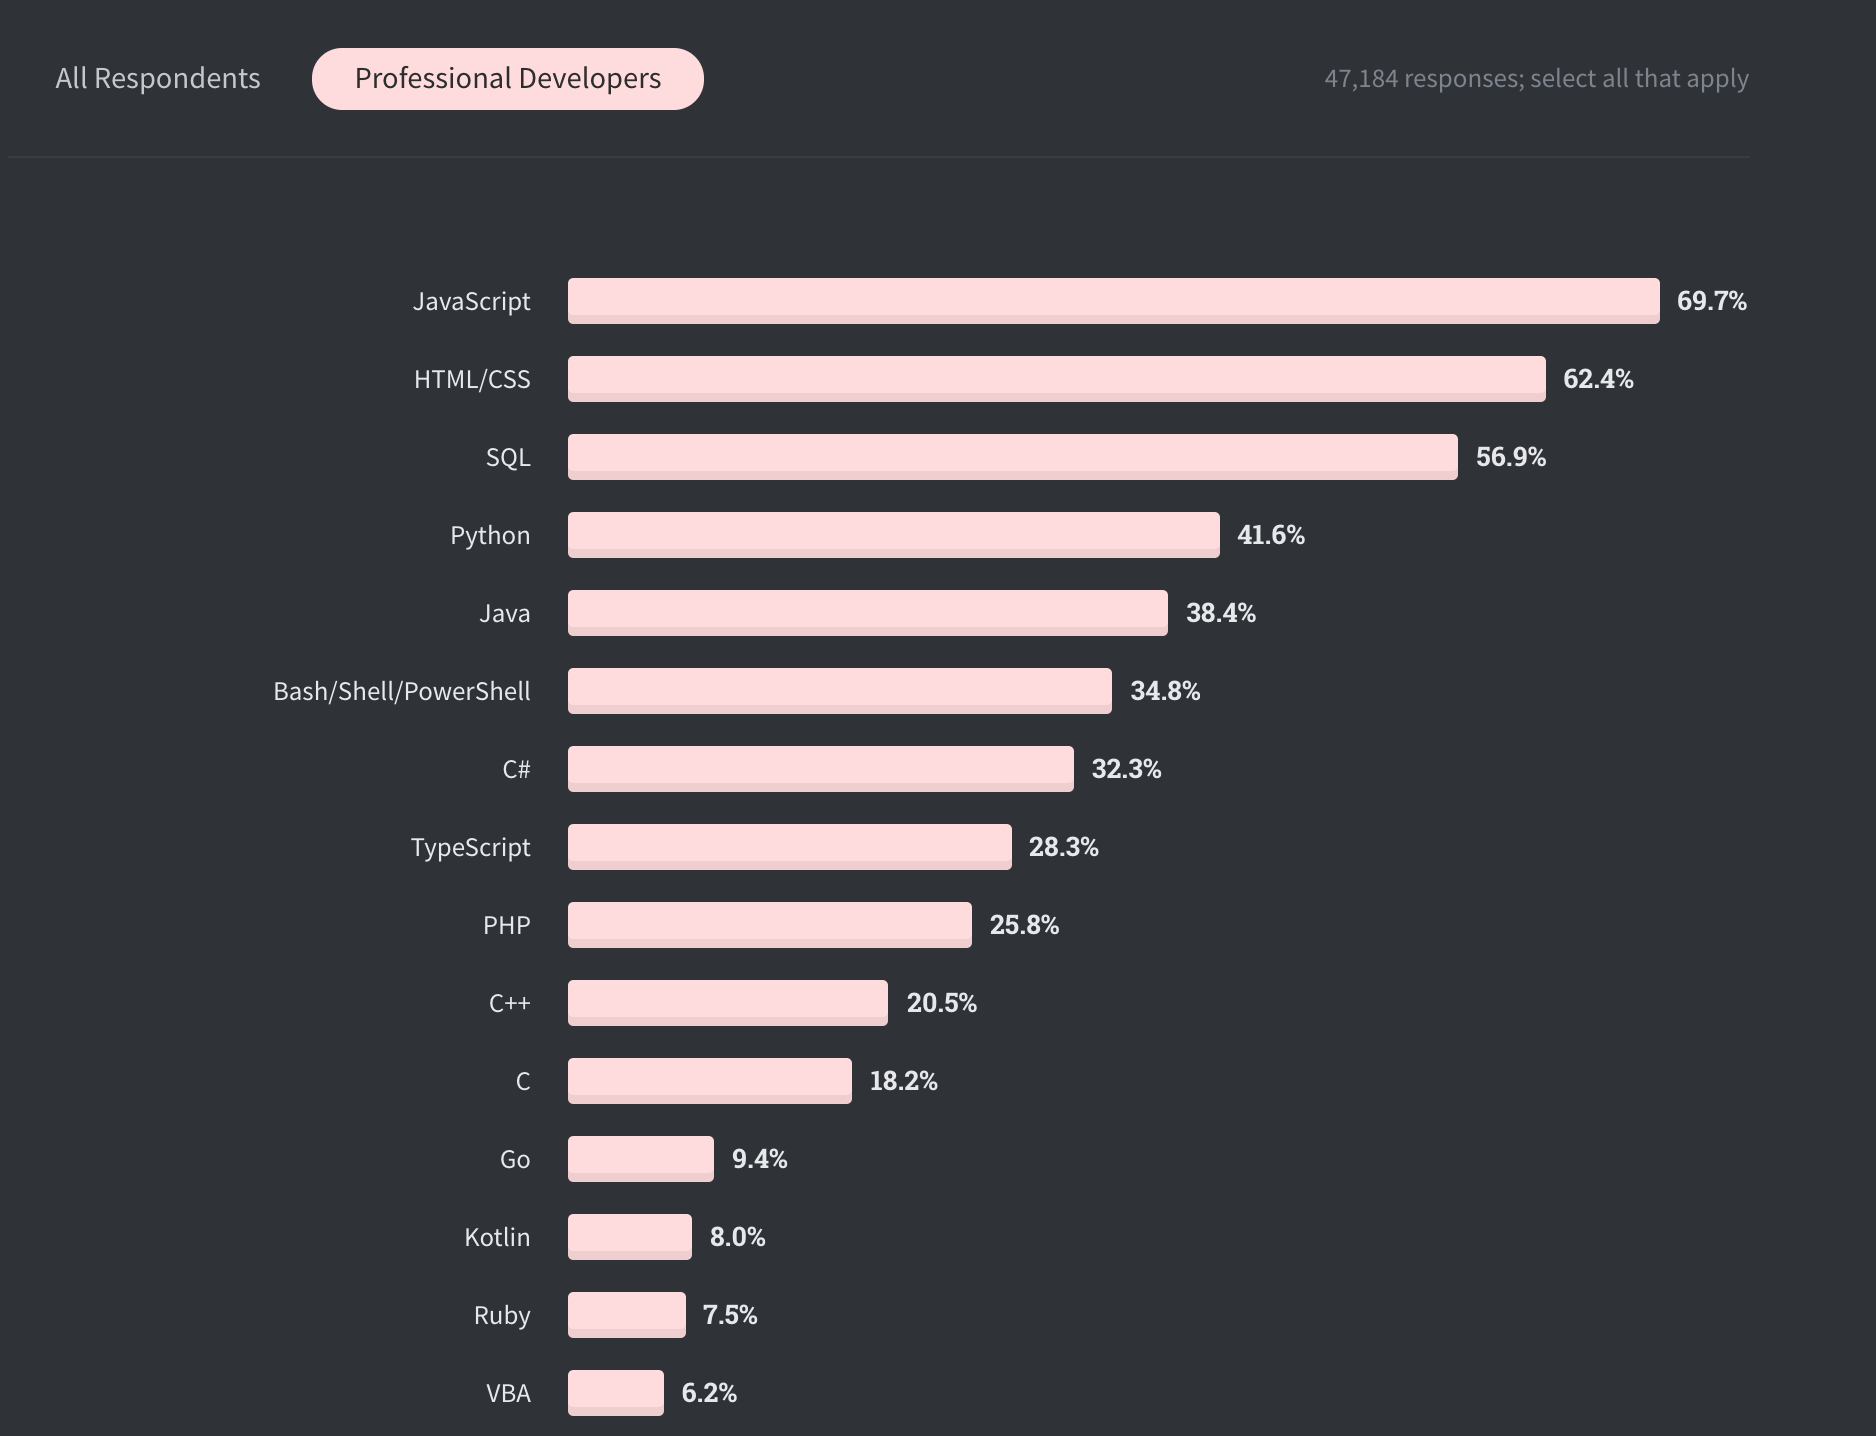 All Respondents Professional Developers 47,184 responses; select all that apply
JavaScript 69.7%
HTML/CSS 62.4%
SQL 56.9%
Python 41.6%
Java 38.4%
Bash/Shell/PowerShell 34.8%
C# 32.3%
TypeScript 28.3%
PHP 25.8%
C++ 20.5%
C 18.2%
Go 9.4%
Kotlin 8.0%
Ruby 7.5%
VBA 6.2%